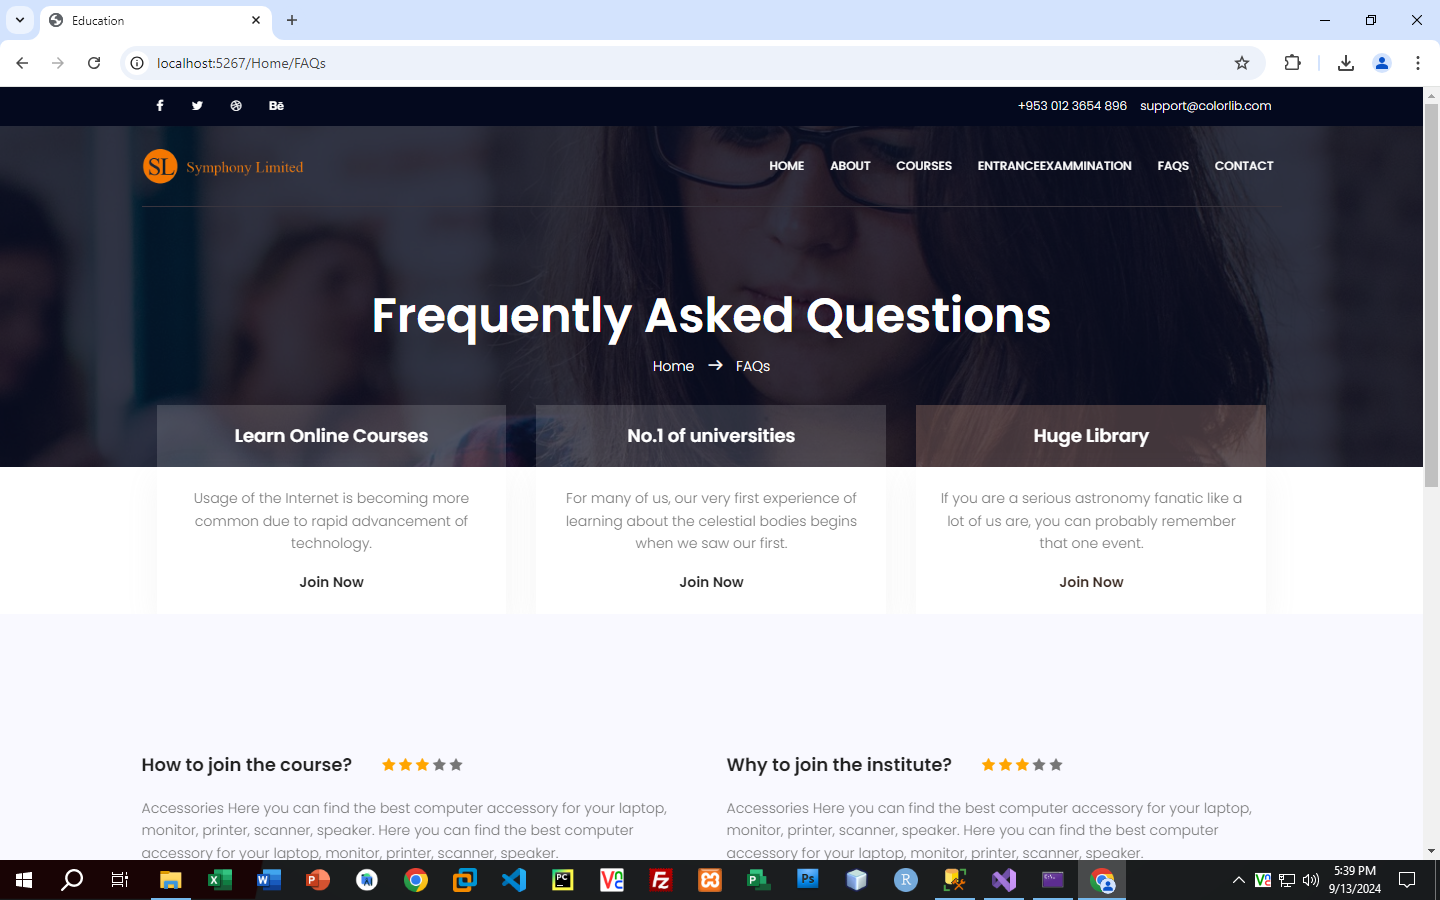 Education
localhost:5267/Home/FAQs
+953 012 3654 896 support@colorlib.com
SL Symphony Limited
HOME ABOUT COURSES ENTRANCEEXAMMINATION FAQS CONTACT
Frequently Asked Questions
Home → FAQs
Learn Online Courses
Usage of the Internet is becoming more
common due to rapid advancement of
technology.
Join Now
No.1 of universities
For many of us, our very first experience of
learning about the celestial bodies begins
when we saw our first.
Join Now
Huge Library
If you are a serious astronomy fanatic like a
lot of us are, you can probably remember
that one event.
Join Now
How to join the course?
Accessories Here you can find the best computer accessory for your laptop,
monitor, printer, scanner, speaker. Here you can find the best computer
accessory for your laptop, monitor, printer, scanner, speaker.
Why to join the institute?
Accessories Here you can find the best computer accessory for your laptop,
monitor, printer, scanner, speaker. Here you can find the best computer
accessory for your laptop, monitor, printer, scanner, speaker.
5:39 PM
9/13/2024